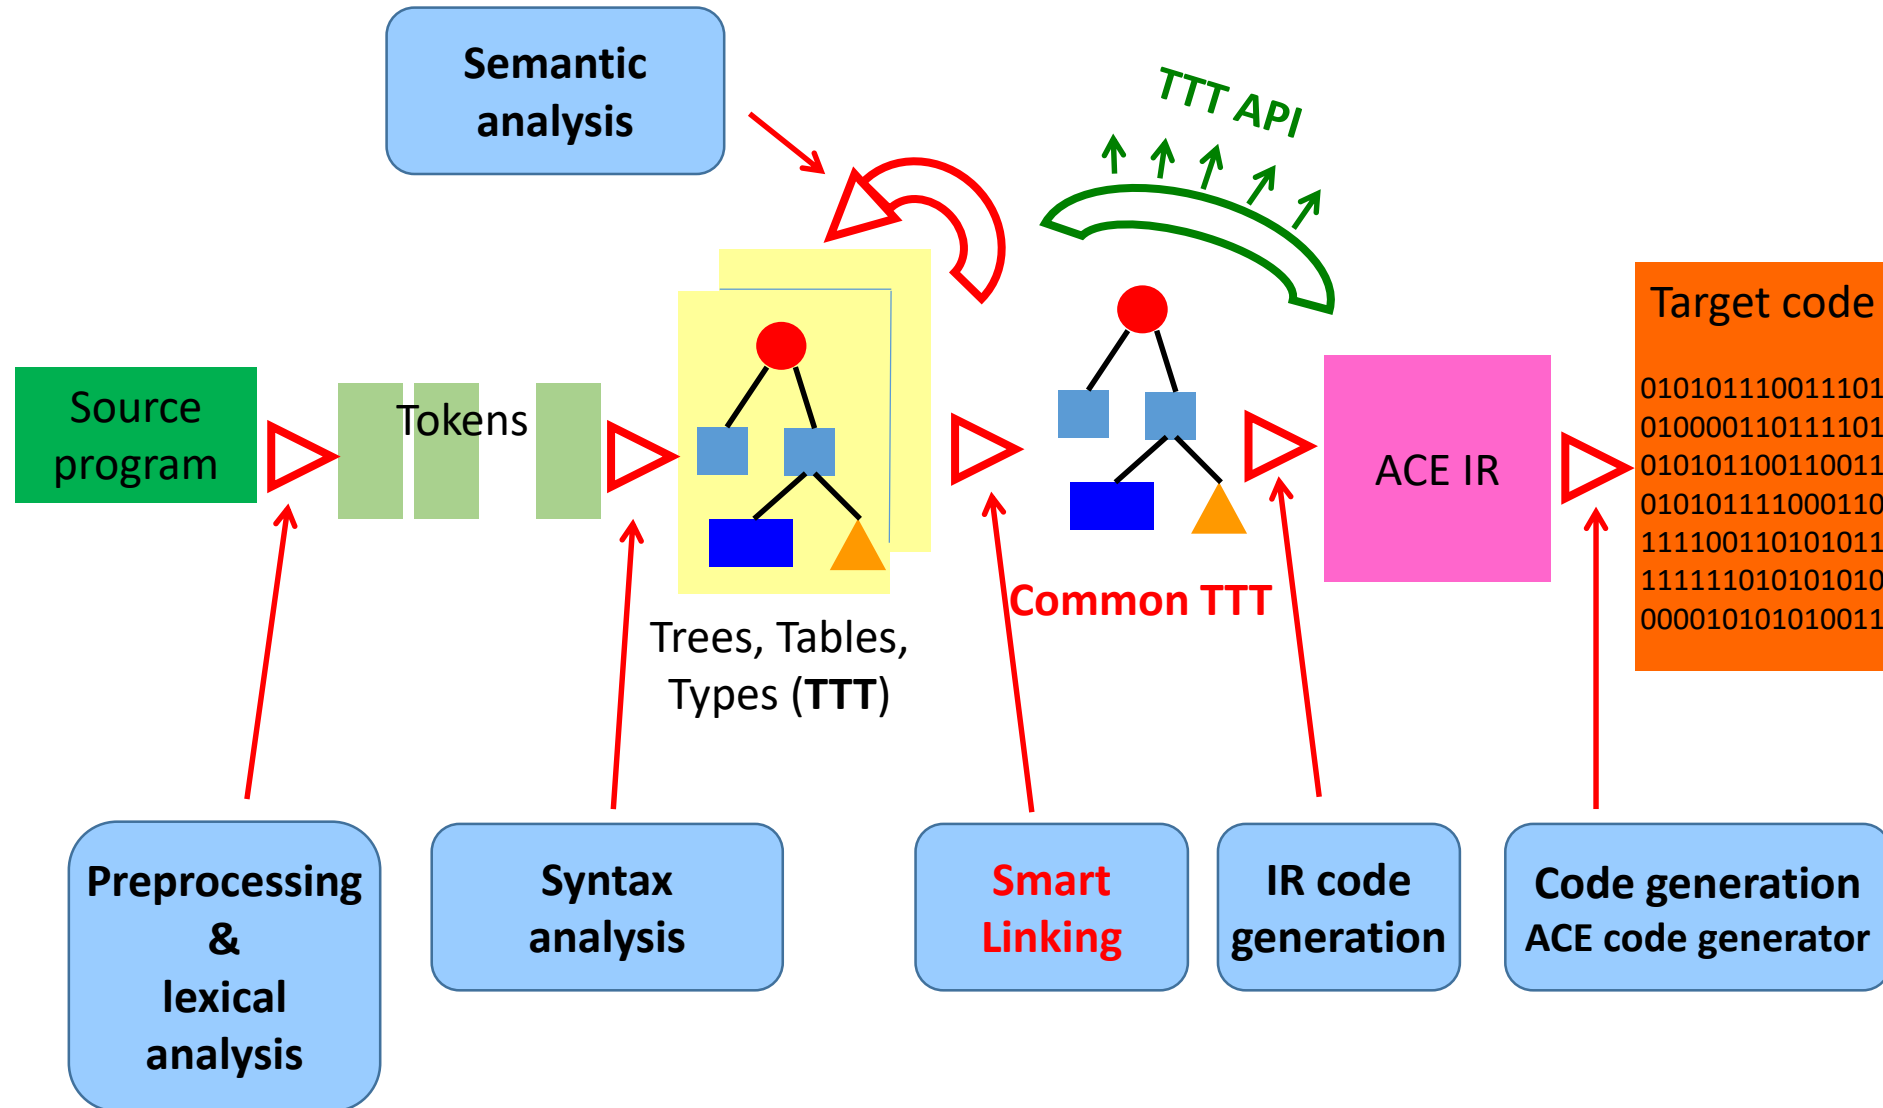 Semantic
analysis
TTT API
Source
program
Tokens
Trees, Tables,
Types (TTT)
Common TTT
ACE IR
Target code
010101110011101
010000110111101
010101100110011
010101111000110
111100110101011
111111010101010
000010101010011
Preprocessing
&
lexical
analysis
Syntax
analysis
Smart
Linking
IR code
generation
Code generation
ACE code generator